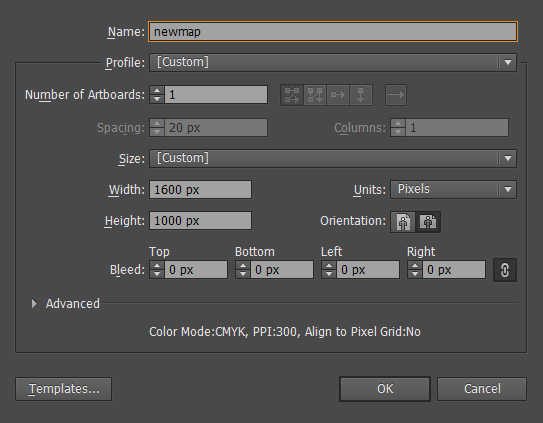 Name: newmap
Profile: [Custom]
Number of Artboards: 1
Spacing: 20 px Columns: 1
Size: [Custom]
Width: 1600 px Units: Pixels
Height: 1000 px Orientation:
Top Bottom Left Right
Bleed: 0 px 0 px 0 px 0 px
Advanced
Color Mode:CMYK, PPI:300, Align to Pixel Grid:No
Templates... OK Cancel